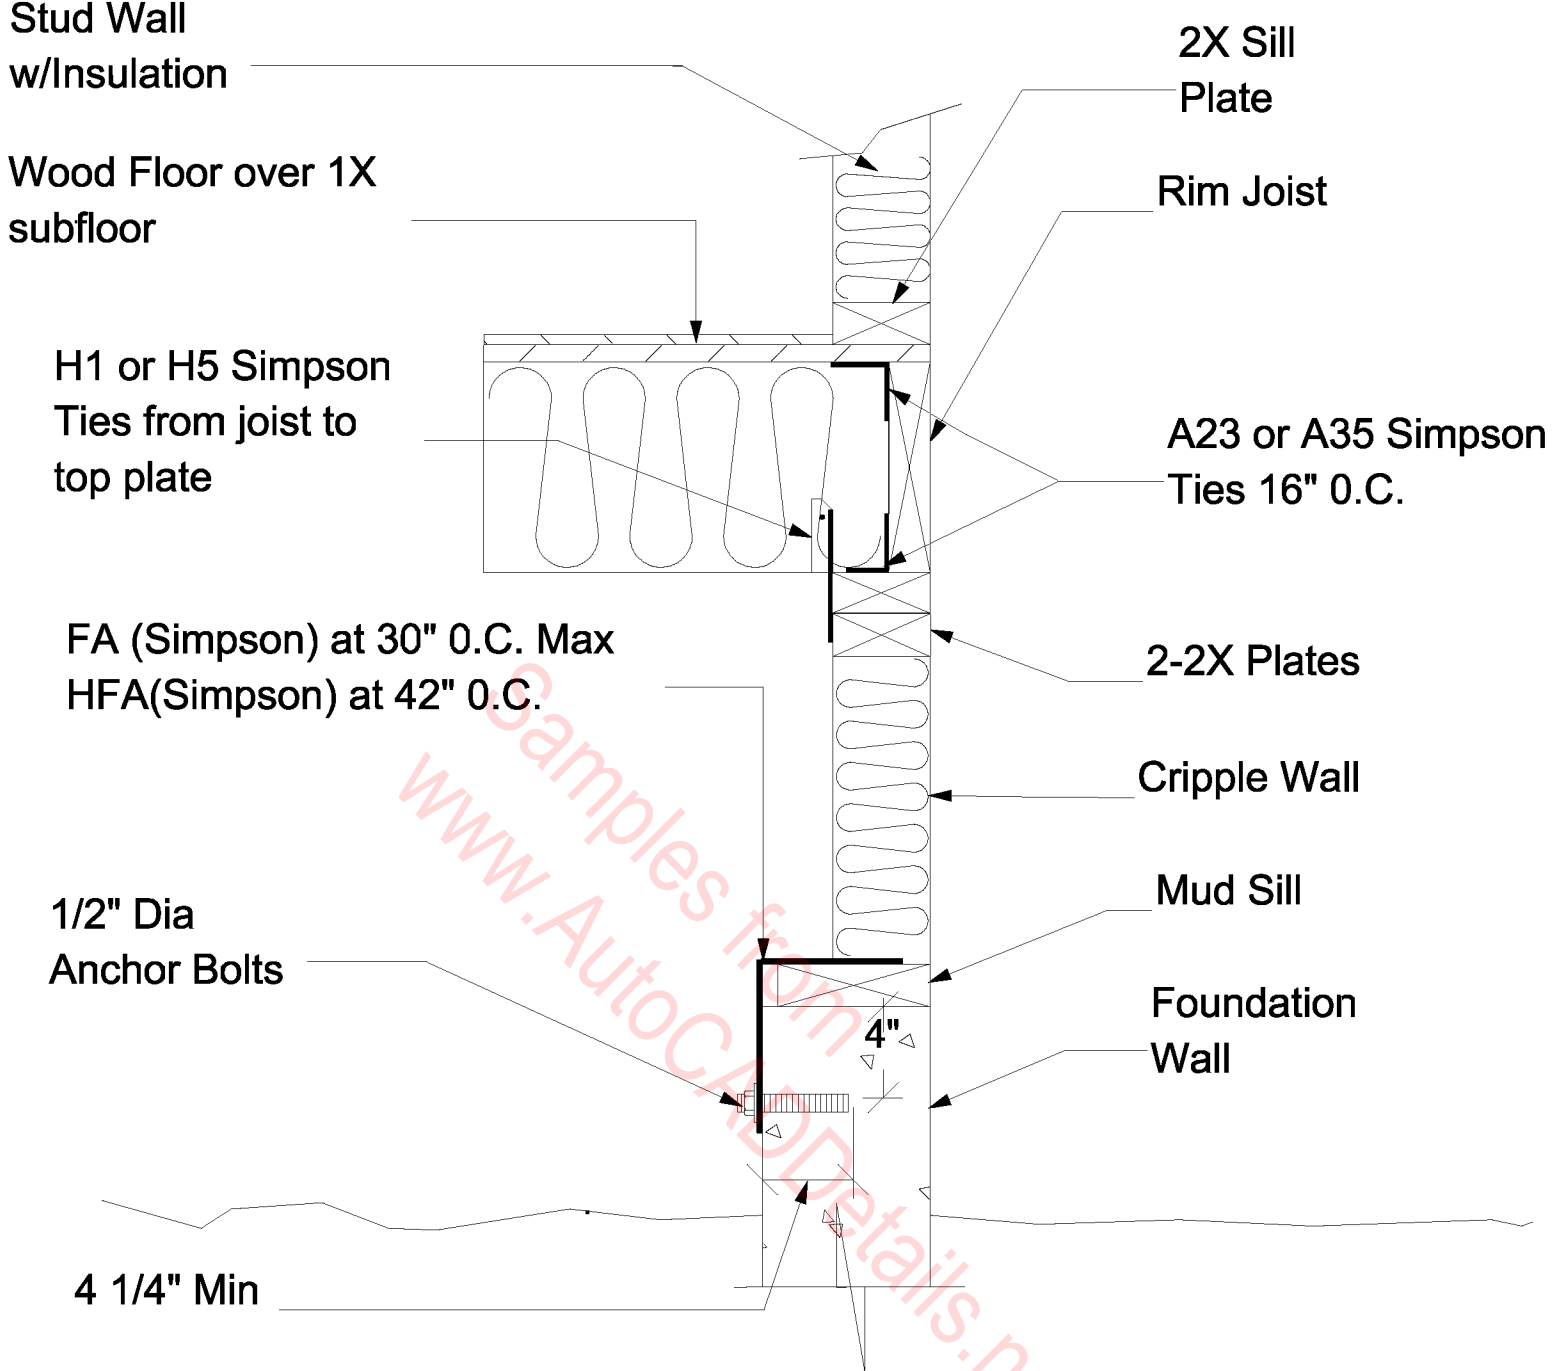 Stud Wall
w/Insulation
2X Sill
Plate
Wood Floor over 1X
subfloor
Rim Joist
H1 or H5 Simpson
Ties from joist to
top plate
A23 or A35 Simpson
Ties 16" 0.C.
FA (Simpson) at 30" 0.C. Max
HFA(Simpson) at 42" 0.C.
2-2X Plates
Cripple Wall
Mud Sill
1/2" Dia
Anchor Bolts
Foundation
Wall
4"
4 1/4" Min
Samples from
www.AutoCADDetails.n